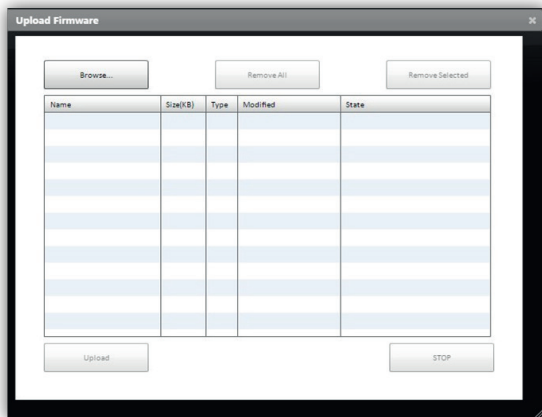 Upload Firmware
Browse... Remove All Remove Selected
Name Size(KB) Type Modified State
Upload STOP